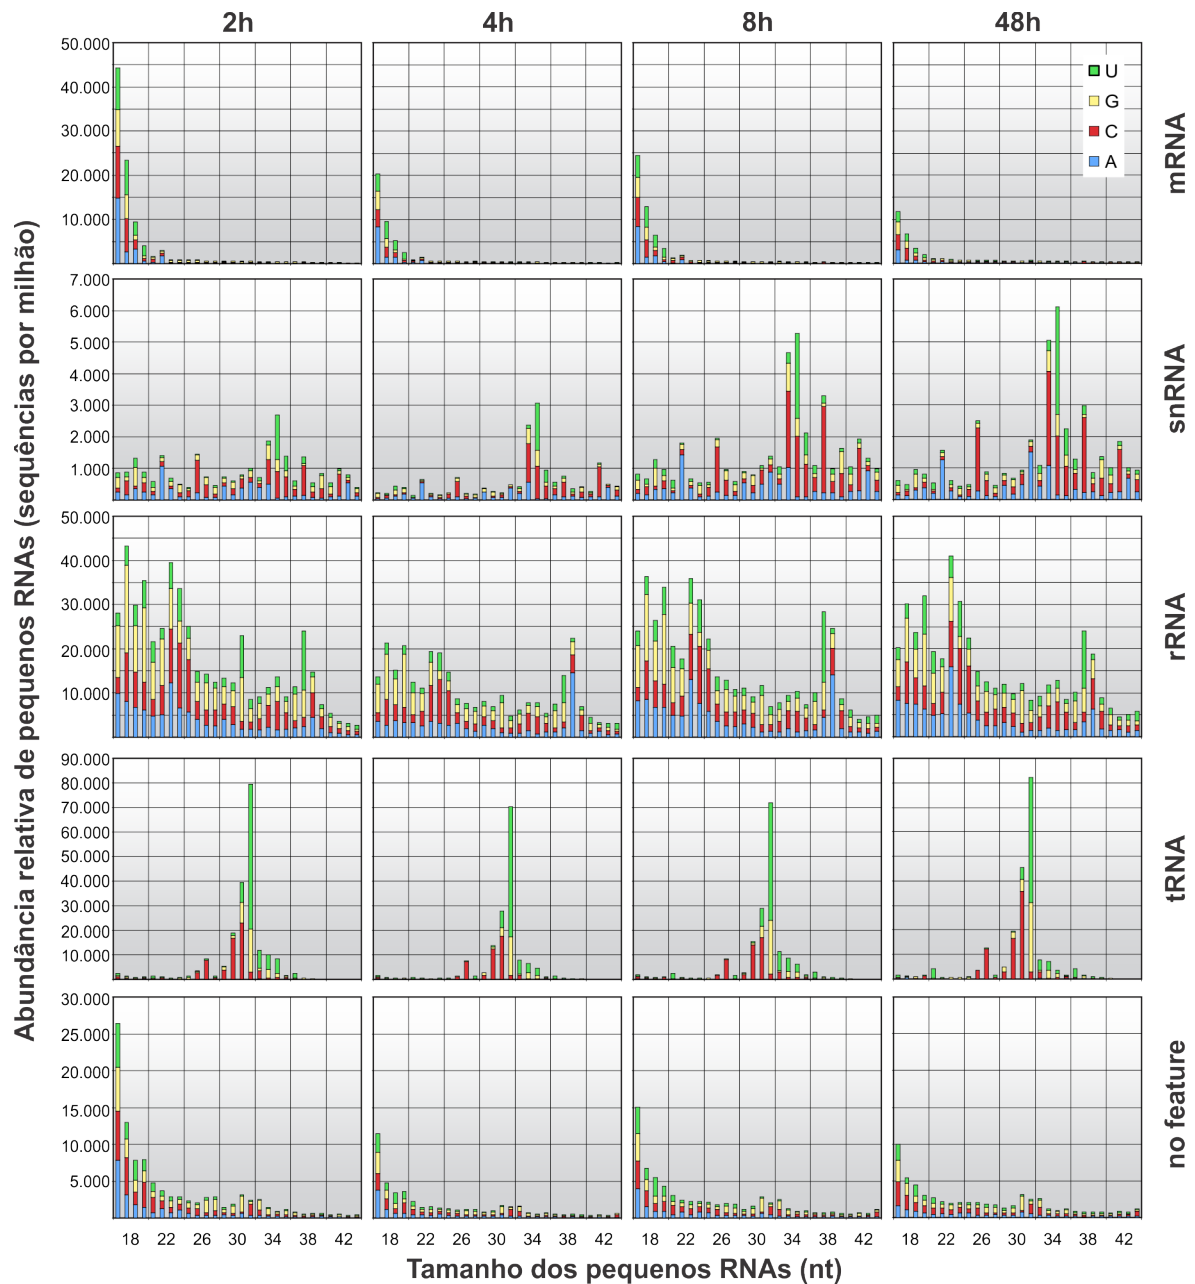 2h 4h 8h 48h
Abundância relativa de pequenos RNAs (sequências por milhão)
50.000
40.000
30.000
20.000
10.000
U
G
C
A
mRNA
7.000
6.000
5.000
4.000
3.000
2.000
1.000
snRNA
50.000
40.000
30.000
20.000
10.000
rRNA
90.000
80.000
70.000
60.000
50.000
40.000
30.000
20.000
10.000
tRNA
30.000
25.000
20.000
15.000
10.000
5.000
no feature
18 22 26 30 34 38 42 18 22 26 30 34 38 42 18 22 26 30 34 38 42 18 22 26 30 34 38 42
Tamanho dos pequenos RNAs (nt)